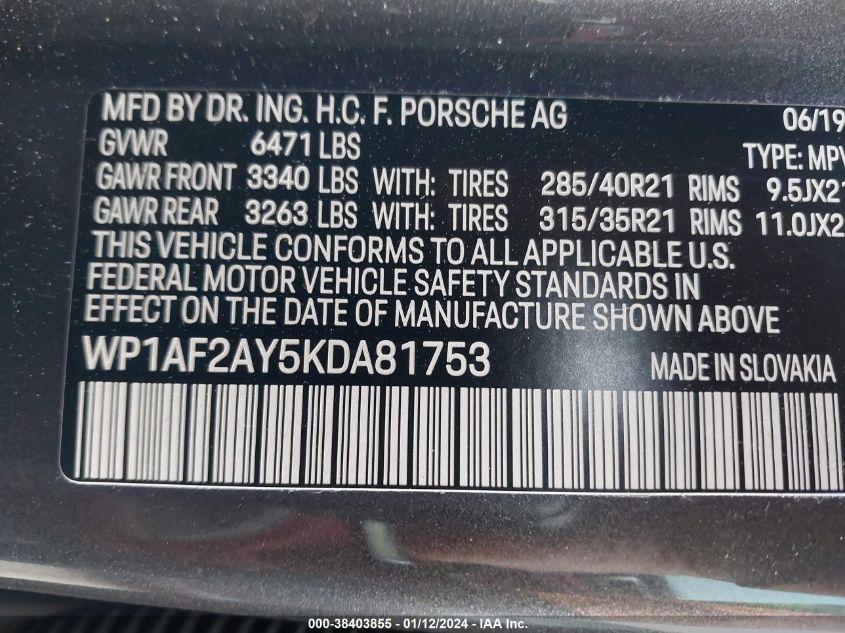 MFD BY DR. ING. H.C. F. PORSCHE AG 06/19
GVWR 6471 LBS TYPE: MPV
GAWR FRONT 3340 LBS WITH: TIRES 285/40R21 RIMS 9.5JX21
GAWR REAR 3263 LBS WITH: TIRES 315/35R21 RIMS 11.0JX2
THIS VEHICLE CONFORMS TO ALL APPLICABLE U.S.
FEDERAL MOTOR VEHICLE SAFETY STANDARDS IN
EFFECT ON THE DATE OF MANUFACTURE SHOWN ABOVE
WP1AF2AY5KDA81753 MADE IN SLOVAKIA
000-38403855 - 01/12/2024 - IAA Inc.